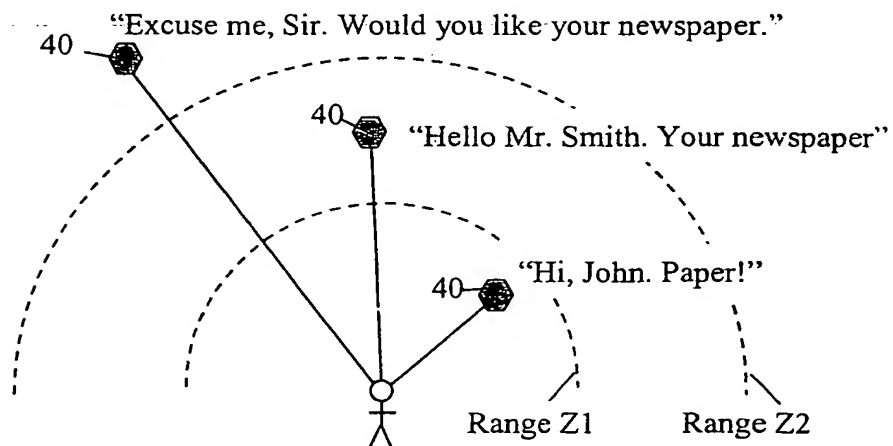 “Excuse me, Sir. Would you like your newspaper.”
40
40
“Hello Mr. Smith. Your newspaper”
40
“Hi, John. Paper!”
Range Z1
Range Z2